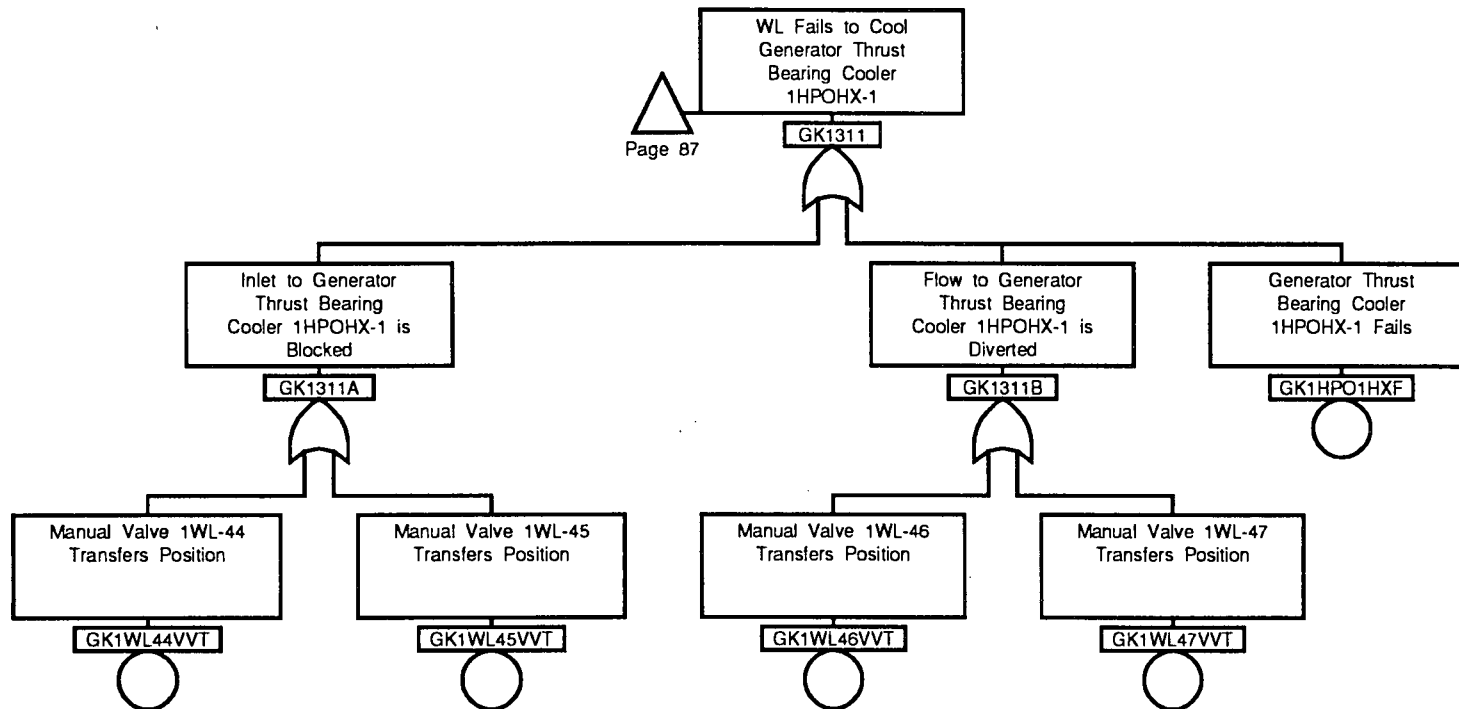 WL Fails to Cool
Generator Thrust
Bearing Cooler
1HPOHX-1
Page 87
GK1311
Inlet to Generator
Thrust Bearing
Cooler 1HPOHX-1 is
Blocked
GK1311A
Flow to Generator
Thrust Bearing
Cooler 1HPOHX-1 is
Diverted
GK1311B
Generator Thrust
Bearing Cooler
1HPOHX-1 Fails
GK1HPO1HXF
Manual Valve 1WL-44
Transfers Position
GK1WL44VVT
Manual Valve 1WL-45
Transfers Position
GK1WL45VVT
Manual Valve 1WL-46
Transfers Position
GK1WL46VVT
Manual Valve 1WL-47
Transfers Position
GK1WL47VVT